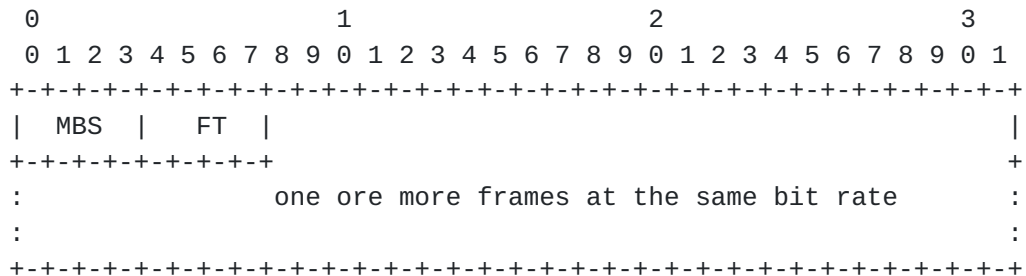 0                   1                   2                   3
 0 1 2 3 4 5 6 7 8 9 0 1 2 3 4 5 6 7 8 9 0 1 2 3 4 5 6 7 8 9 0 1
+-+-+-+-+-+-+-+-+-+-+-+-+-+-+-+-+-+-+-+-+-+-+-+-+-+-+-+-+-+-+-+-+
|  MBS  |   FT  |                                               |
+-+-+-+-+-+-+-+-+                                               +
:                one ore more frames at the same bit rate       :
:                                                               :
+-+-+-+-+-+-+-+-+-+-+-+-+-+-+-+-+-+-+-+-+-+-+-+-+-+-+-+-+-+-+-+-+